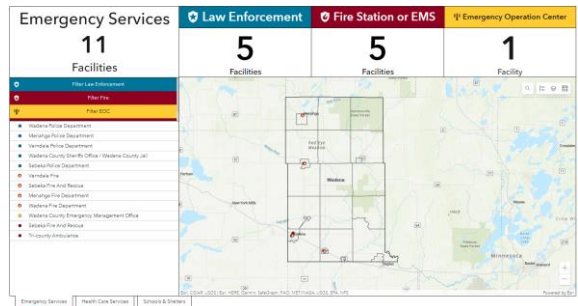 Emergency Services
11
Facilities
Law Enforcement
5
Facilities
Fire Station or EMS
5
Facilities
Emergency Operation Center
1
Facility
Filter Law Enforcement
Filter Fire
Filter EOC
Wadena Police Department
Menahga Police Department
Verndale Police Department
Wadena County Sheriffs Office / Wadena County Jail
Sebeka Police Department
Verndale Fire
Sebeka Fire And Rescue
Menahga Fire Department
Wadena Fire Department
Wadena County Emergency Management Office
Sebeka Fire And Rescue
Tri-county Ambulance
Menahga
Wadena
Minnesota
Powered by Esri
Emergency Services
Health Care Services
Schools & Shelters